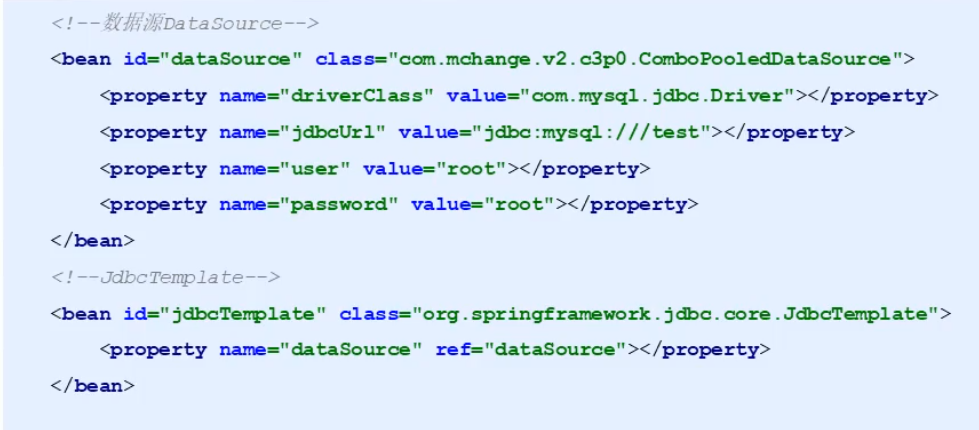 <!--数据源DataSource-->
<bean id="dataSource" class="com.mchange.v2.c3p0.ComboPooledDataSource">
<property name="driverClass" value="com.mysql.jdbc.Driver"></property>
<property name="jdbcUrl" value="jdbc:mysql:///test"></property>
<property name="user" value="root"></property>
<property name="password" value="root"></property>
</bean>
<!--JdbcTemplate-->
<bean id="jdbcTemplate" class="org.springframework.jdbc.core.JdbcTemplate">
<property name="dataSource" ref="dataSource"></property>
</bean>